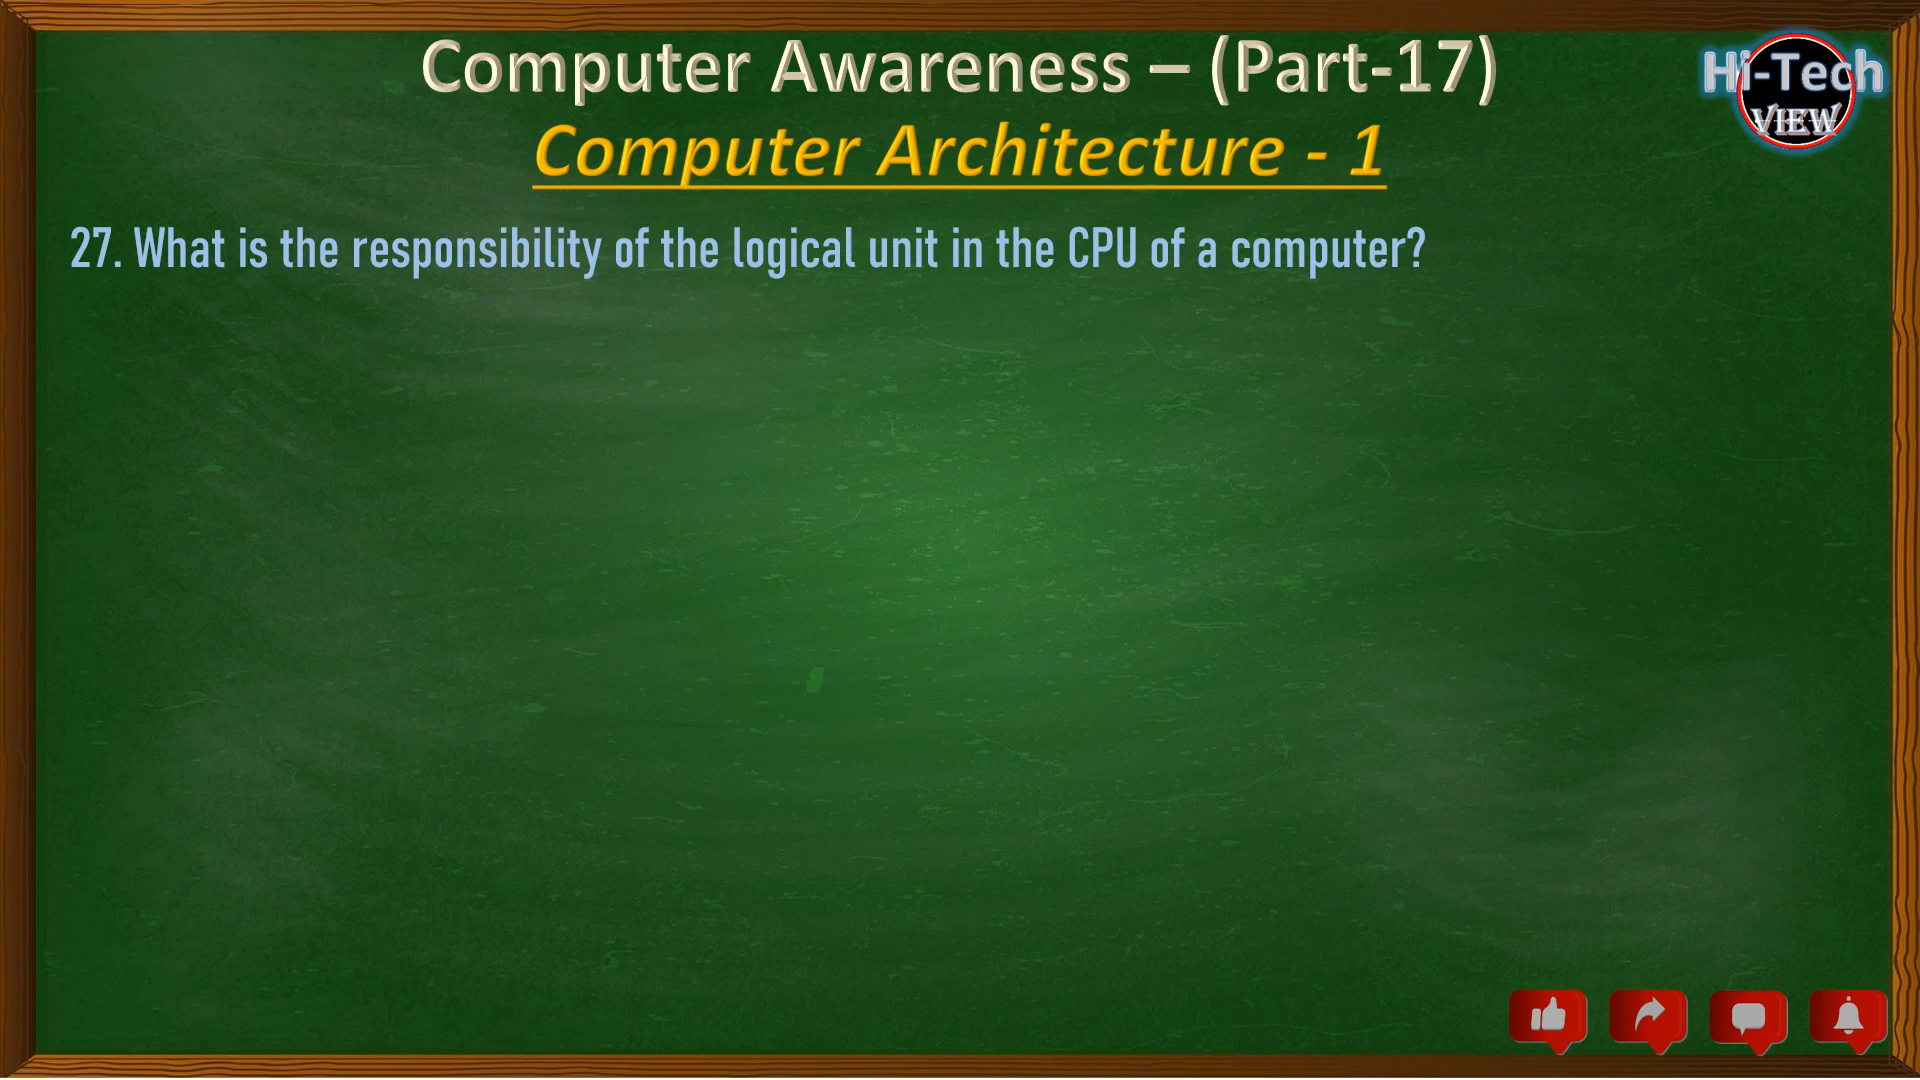 Computer Awareness – (Part-17)
Hi-Tech
VIEW
Computer Architecture - 1
27. What is the responsibility of the logical unit in the CPU of a computer?